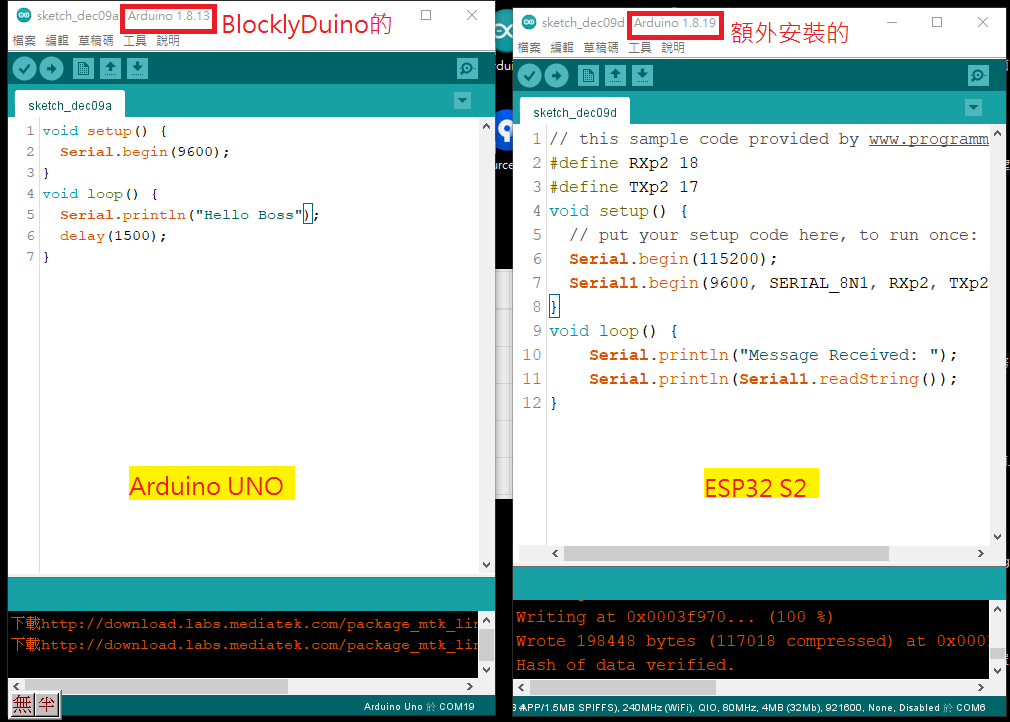 sketch_dec09a
Arduino 1.8.13
BlocklyDuino的
檔案 編輯 草稿碼 工具 說明
sketch_dec09a
1 void setup() {
2 Serial.begin(9600);
3 }
4 void loop() {
5 Serial.println("Hello Boss");
6 delay(1500);
7 }
Arduino UNO
下載http://download.labs.mediatek.com/package_mtk_lin
下載http://download.labs.mediatek.com/package_mtk_lin
無 半
Arduino Uno 於 COM19
sketch_dec09d
Arduino 1.8.19
額外安裝的
檔案 編輯 草稿碼 工具 說明
sketch_dec09d
1 // this sample code provided by www.programm
2 #define RXp2 18
3 #define TXp2 17
4 void setup() {
5 // put your setup code here, to run once:
6 Serial.begin(115200);
7 Serial1.begin(9600, SERIAL_8N1, RXp2, TXp2
8 }
9 void loop() {
10 Serial.println("Message Received: ");
11 Serial.println(Serial1.readString());
12 }
ESP32 S2
Writing at 0x0003f970... (100 %)
Wrote 198448 bytes (117018 compressed) at 0x000
Hash of data verified.
APP/1.5MB SPIFFS), 240MHz (WiFi), QIO, 80MHz, 4MB (32Mb), 921600, None, Disabled 於 COM6